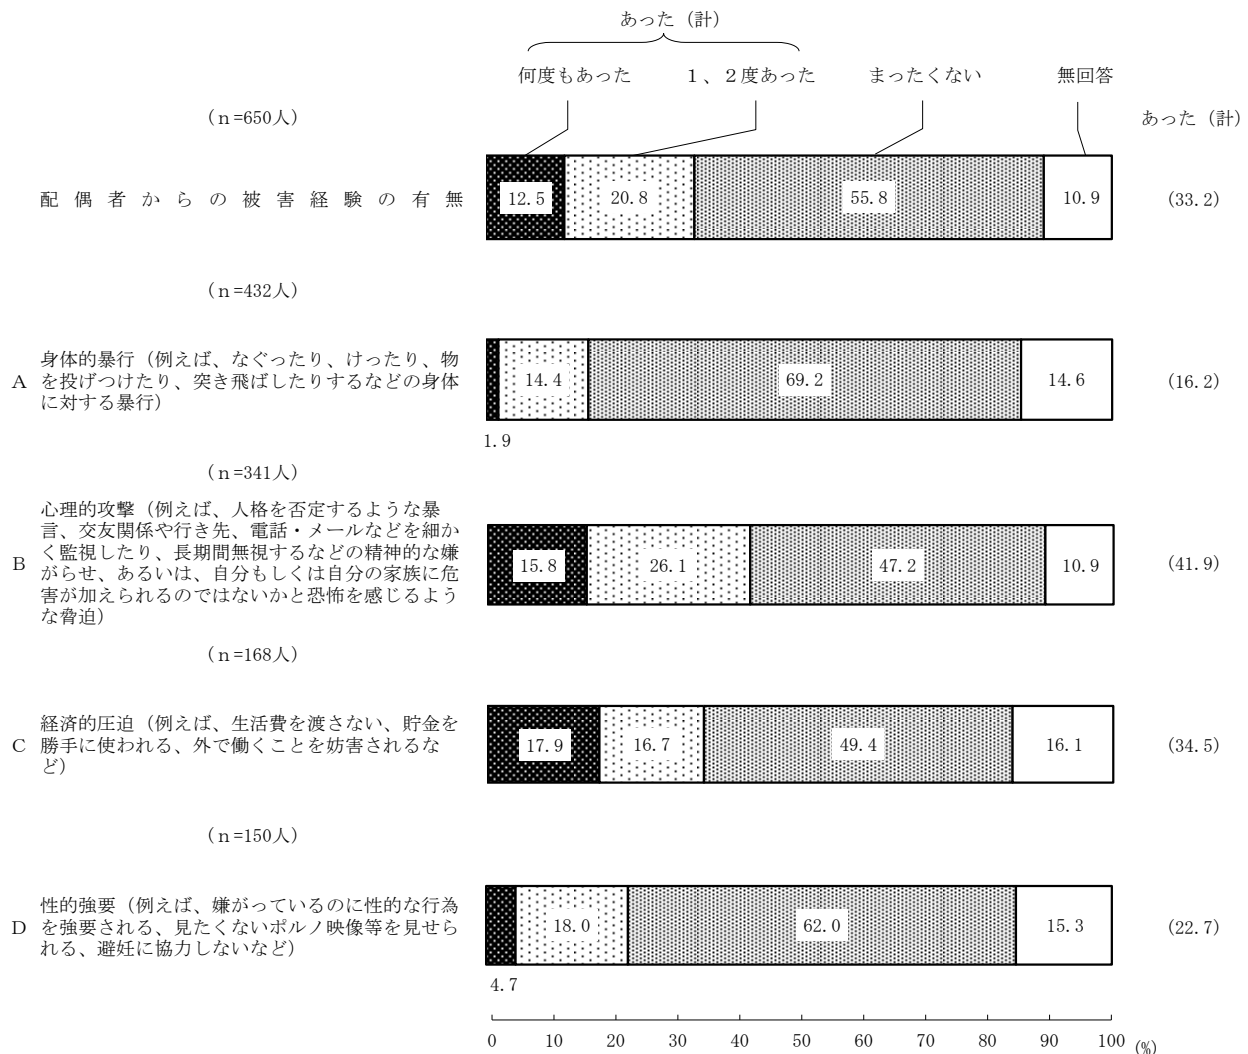 あった（計）
何度もあった　１、２度あった　まったくない　無回答
（ｎ=650人）　あった（計）
配偶者からの被害経験の有無　12.5　20.8　55.8　10.9　(33.2)
（ｎ=432人）
身体的暴行（例えば、なぐったり、けったり、物
A　を投げつけたり、突き飛ばしたりするなどの身体　14.4　69.2　14.6　(16.2)
に対する暴行）
1.9
（ｎ=341人）
心理的攻撃（例えば、人格を否定するような暴
言、交友関係や行き先、電話・メールなどを細か
く監視したり、長期間無視するなどの精神的な嫌
B　がらせ、あるいは、自分もしくは自分の家族に危　15.8　26.1　47.2　10.9　(41.9)
害が加えられるのではないかと恐怖を感じるよう
な脅迫）
（ｎ=168人）
経済的圧迫（例えば、生活費を渡さない、貯金を
C　勝手に使われる、外で働くことを妨害されるな　17.9　16.7　49.4　16.1　(34.5)
ど）
（ｎ=150人）
性的強要（例えば、嫌がっているのに性的な行為
D　を強要される、見たくないポルノ映像等を見せら　18.0　62.0　15.3　(22.7)
れる、避妊に協力しないなど）
4.7
0　10　20　30　40　50　60　70　80　90　100　(%)